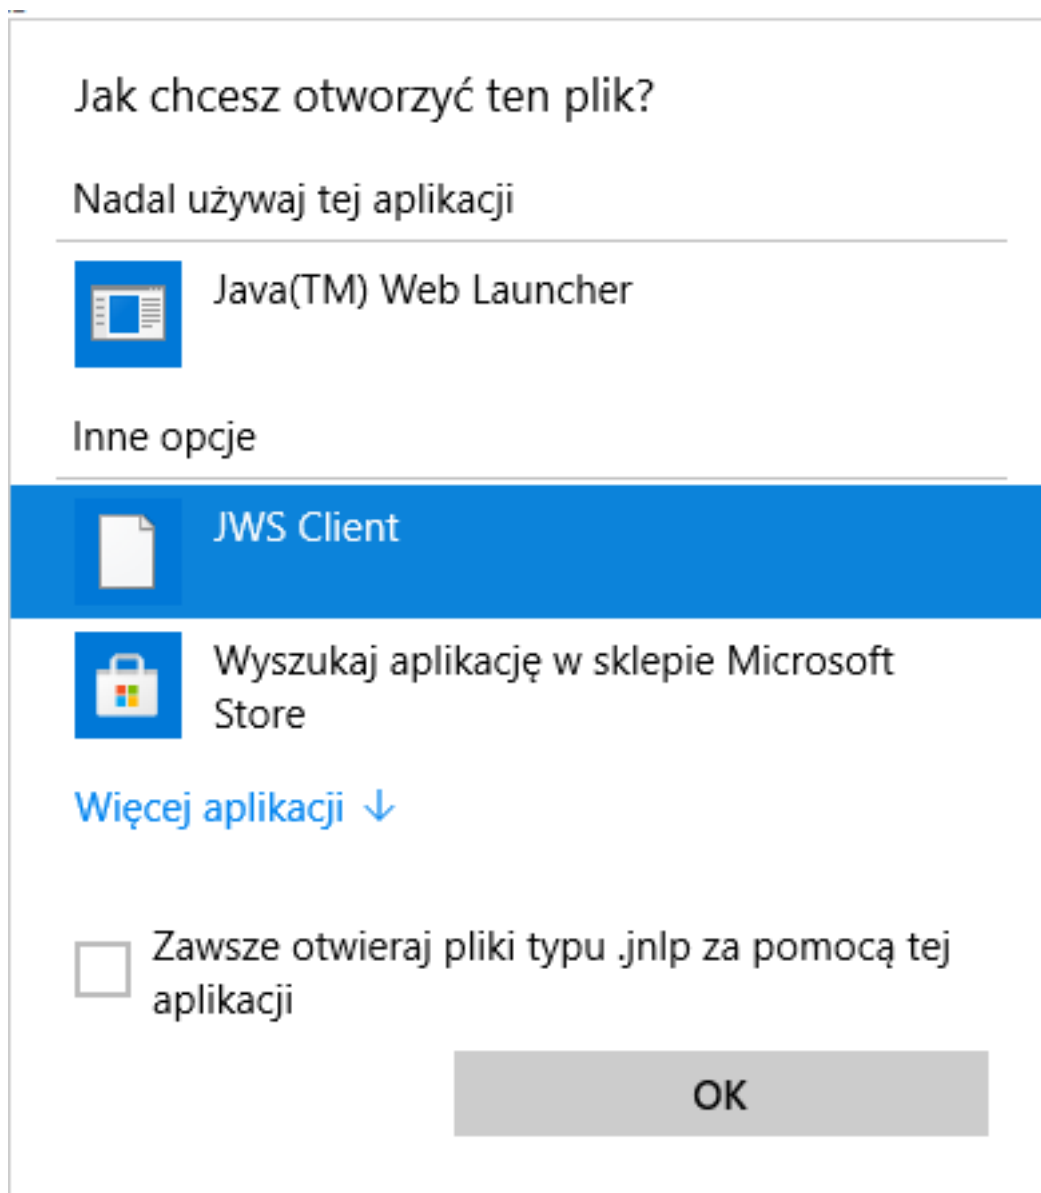 Jak chcesz otworzyć ten plik?
Nadal używaj tej aplikacji
Java(TM) Web Launcher
Inne opcje
JWS Client
Wyszukaj aplikację w sklepie Microsoft
Store
Więcej aplikacji ↓
Zawsze otwieraj pliki typu .jnlp za pomocą tej
aplikacji
OK